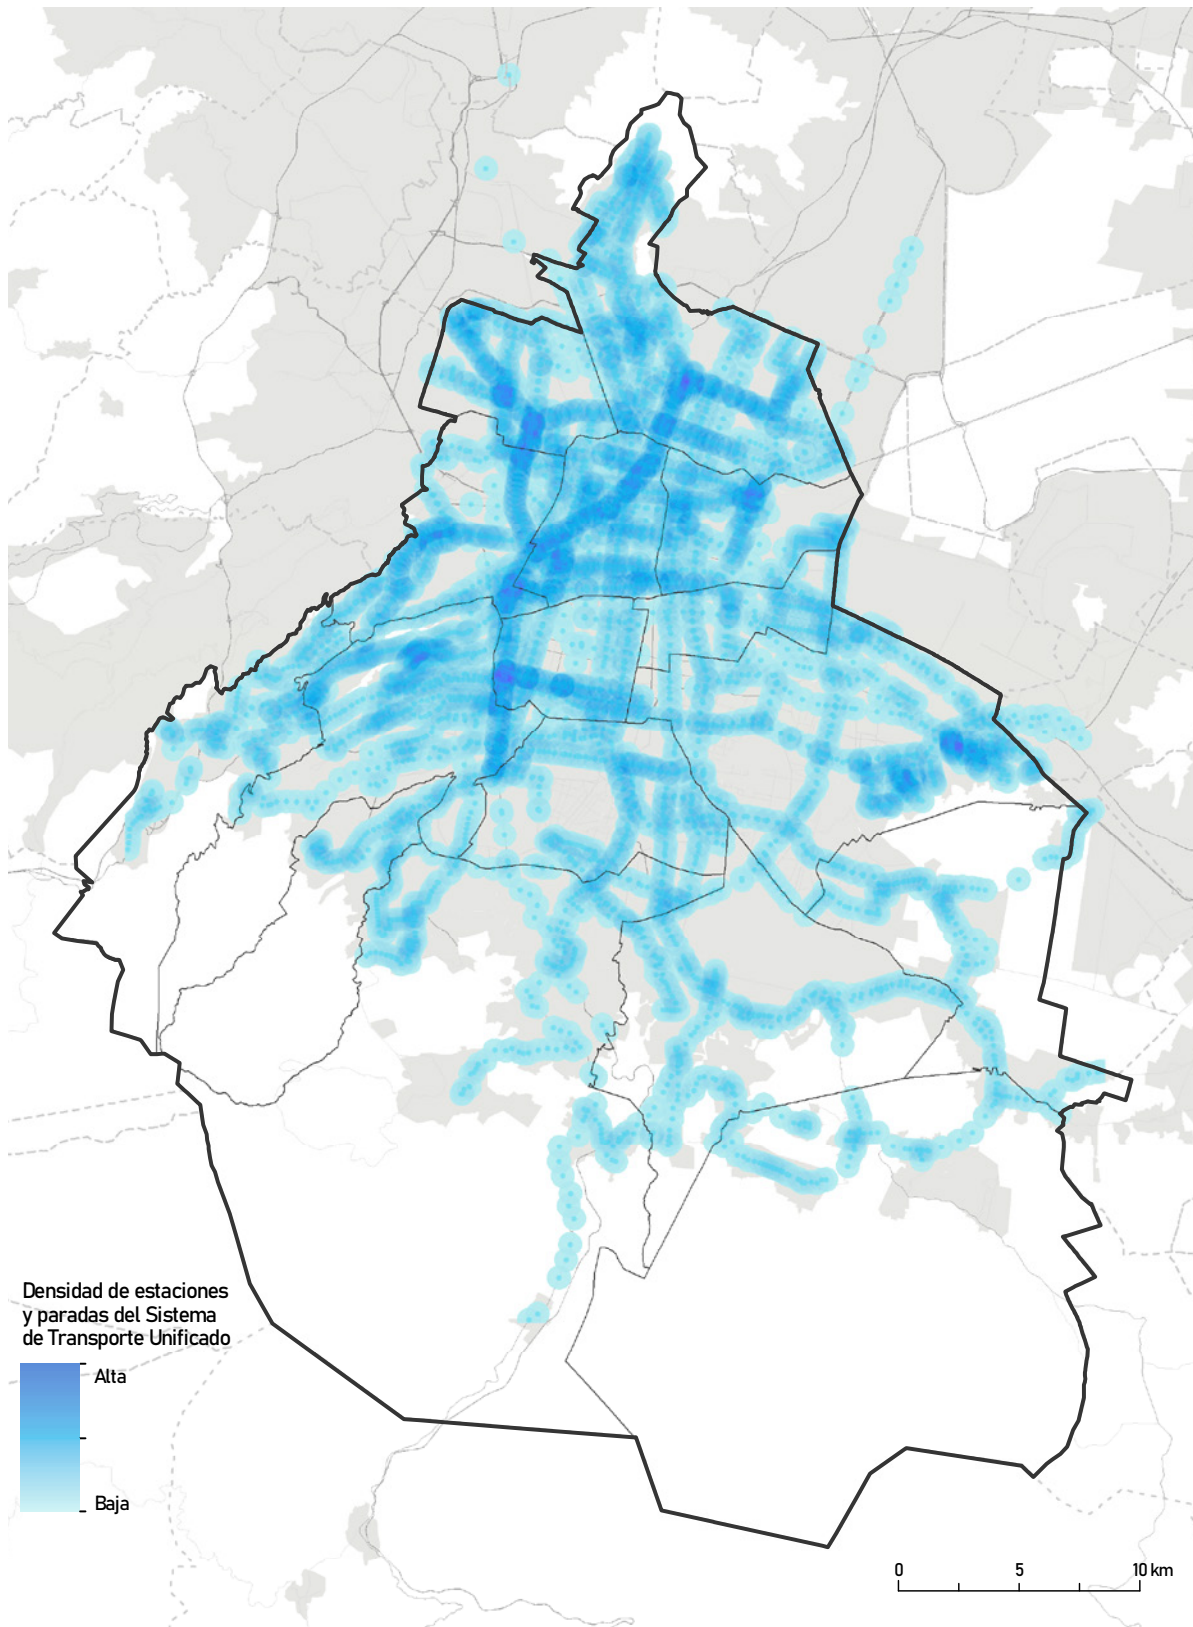 Densidad de estaciones
y paradas del Sistema
de Transporte Unificado
Alta
Baja
0 5 10 km